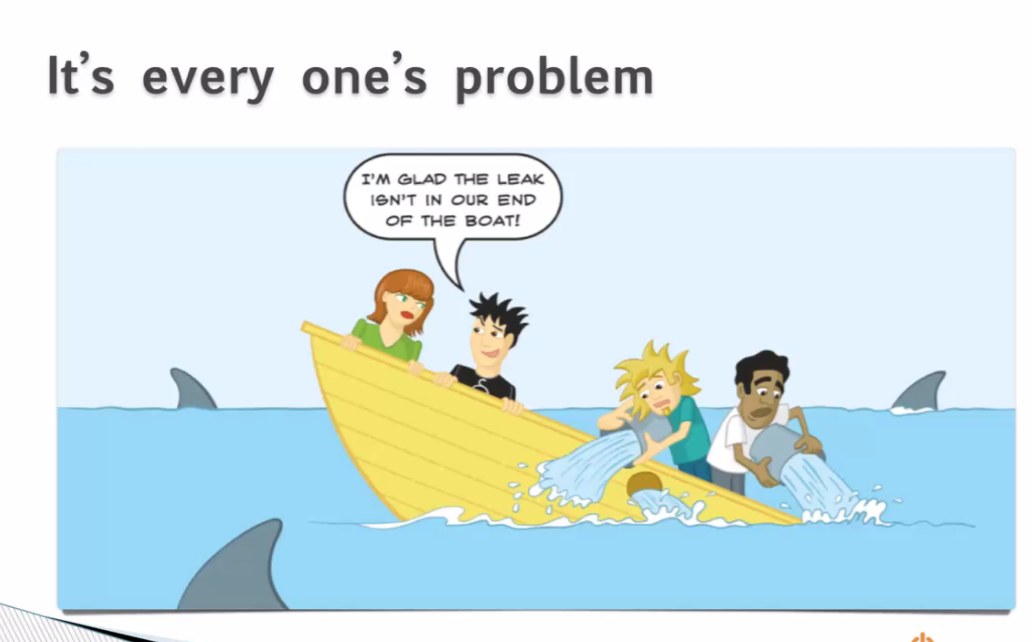 It's every one's problem
I'M GLAD THE LEAK
ISN'T IN OUR END
OF THE BOAT!